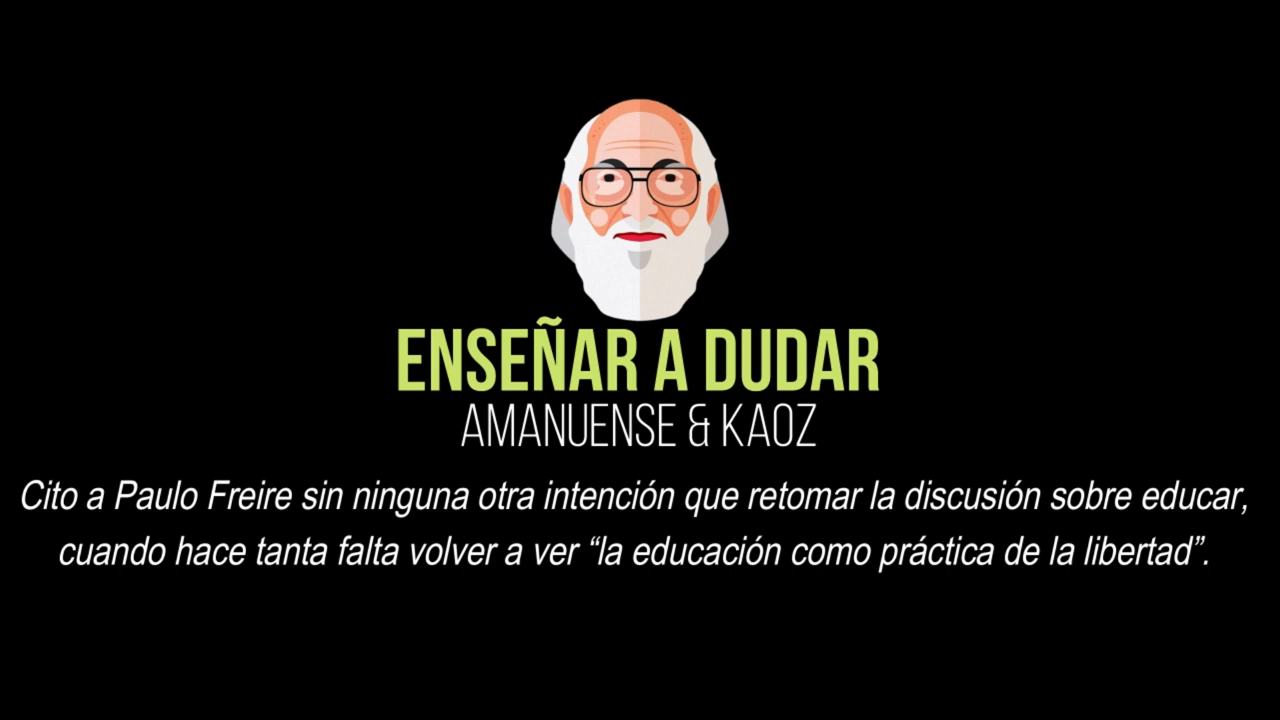 ENSEÑAR A DUDAR
AMANUENSE & KAOZ
Cito a Paulo Freire sin ninguna otra intención que retomar la discusión sobre educar,
cuando hace tanta falta volver a ver “la educación como práctica de la libertad”.